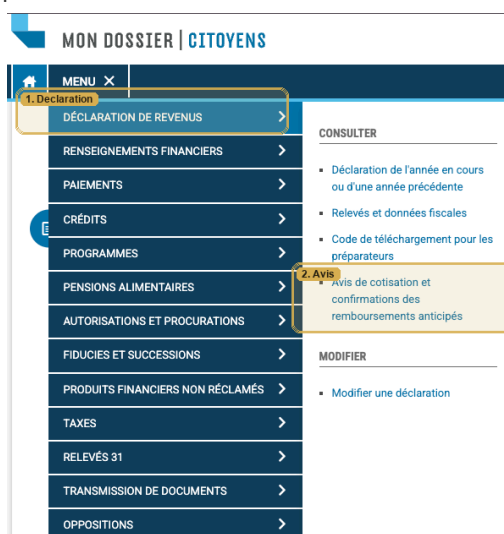 MON DOSSIER | CITOYENS
MENU ×
1. Declaration
DÉCLARATION DE REVENUS
RENSEIGNEMENTS FINANCIERS
PAIEMENTS
CRÉDITS
PROGRAMMES
PENSIONS ALIMENTAIRES
AUTORISATIONS ET PROCURATIONS
FIDUCIES ET SUCCESSIONS
PRODUITS FINANCIERS NON RÉCLAMÉS
TAXES
RELEVÉS 31
TRANSMISSION DE DOCUMENTS
OPPOSITIONS
CONSULTER
Déclaration de l'année en cours
ou d'une année précédente
Relevés et données fiscales
Code de téléchargement pour les
préparateurs
2. Avis
Avis de cotisation et
confirmations des
remboursements anticipés
MODIFIER
Modifier une déclaration